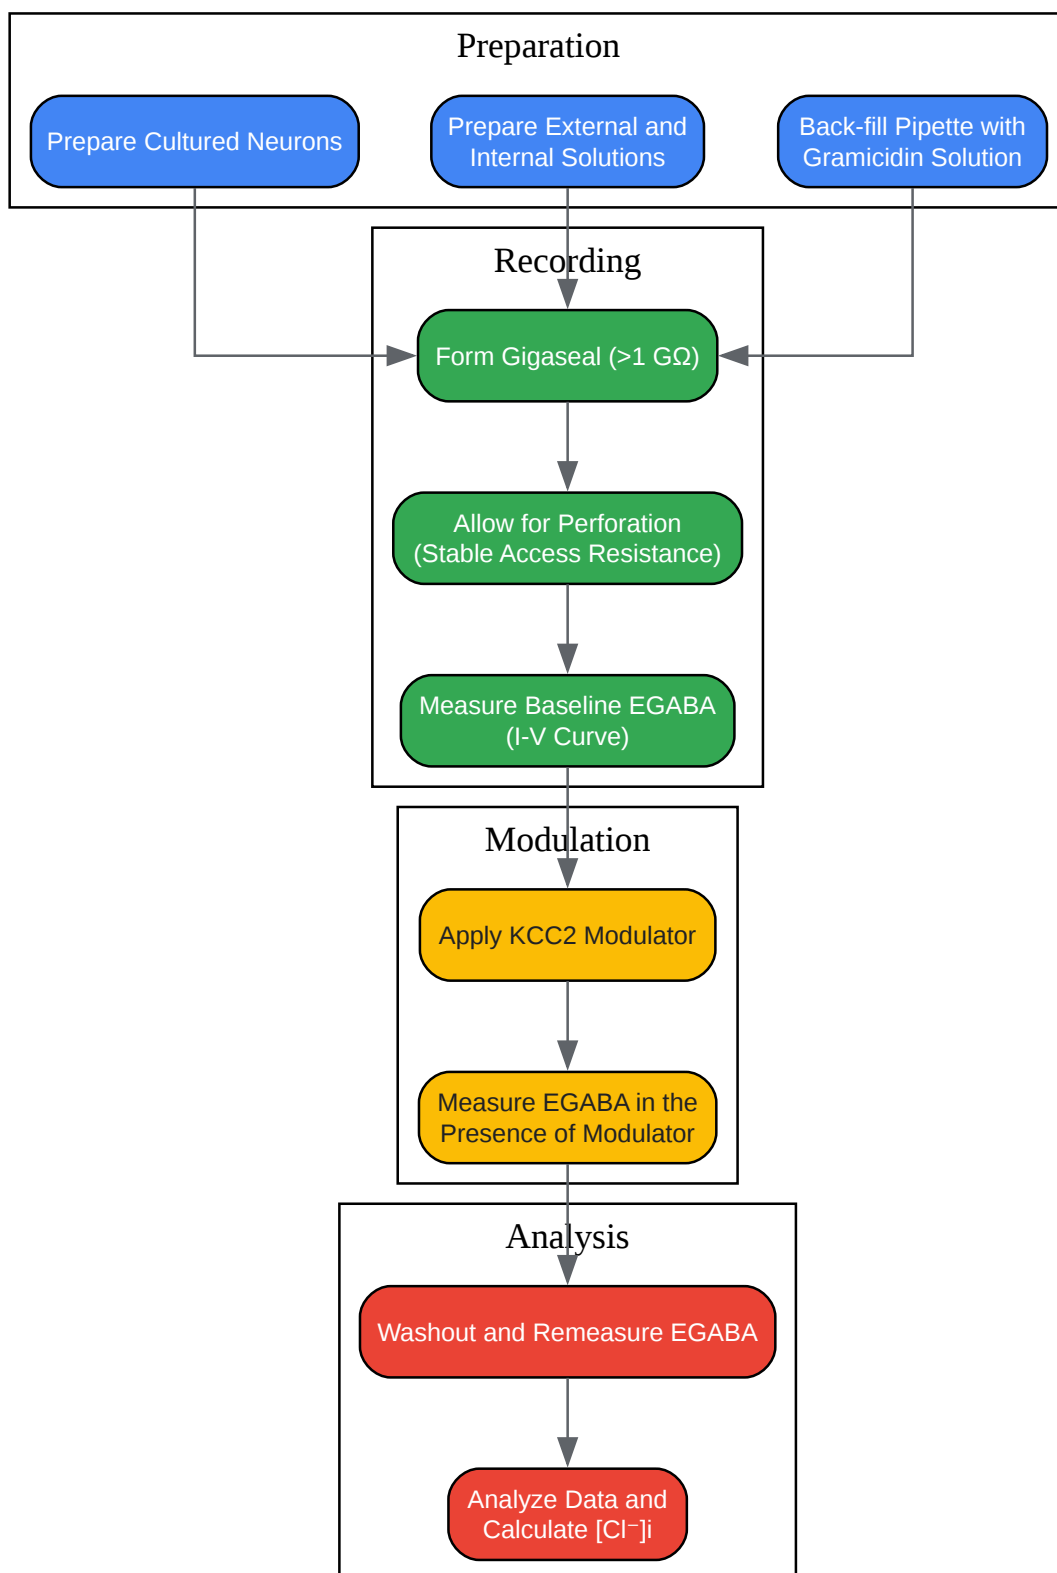 Preparation
Prepare Cultured Neurons
Prepare External and
Internal Solutions
Back-fill Pipette with
Gramicidin Solution
Recording
Form Gigaseal (>1 GΩ)
Allow for Perforation
(Stable Access Resistance)
Measure Baseline EGABA
(I-V Curve)
Modulation
Apply KCC2 Modulator
Measure EGABA in the
Presence of Modulator
Analysis
Washout and Remeasure EGABA
Analyze Data and
Calculate [Cl⁻]i